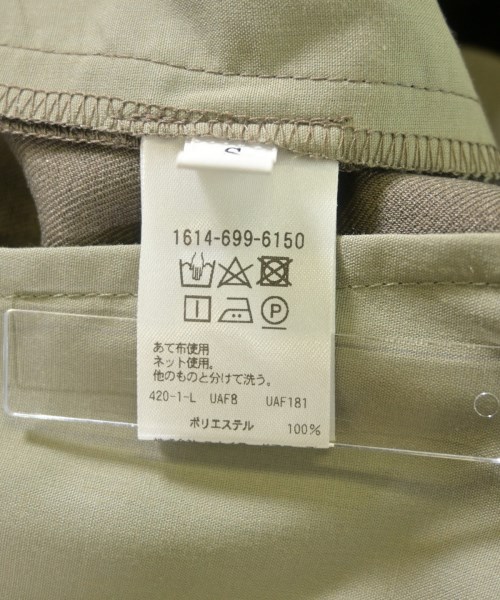 S
1614-699-6150
P
あて布使用
ネット使用。
他のものと分けて洗う。
420-1-L UAF8 UAF181
ポリエステル 100%